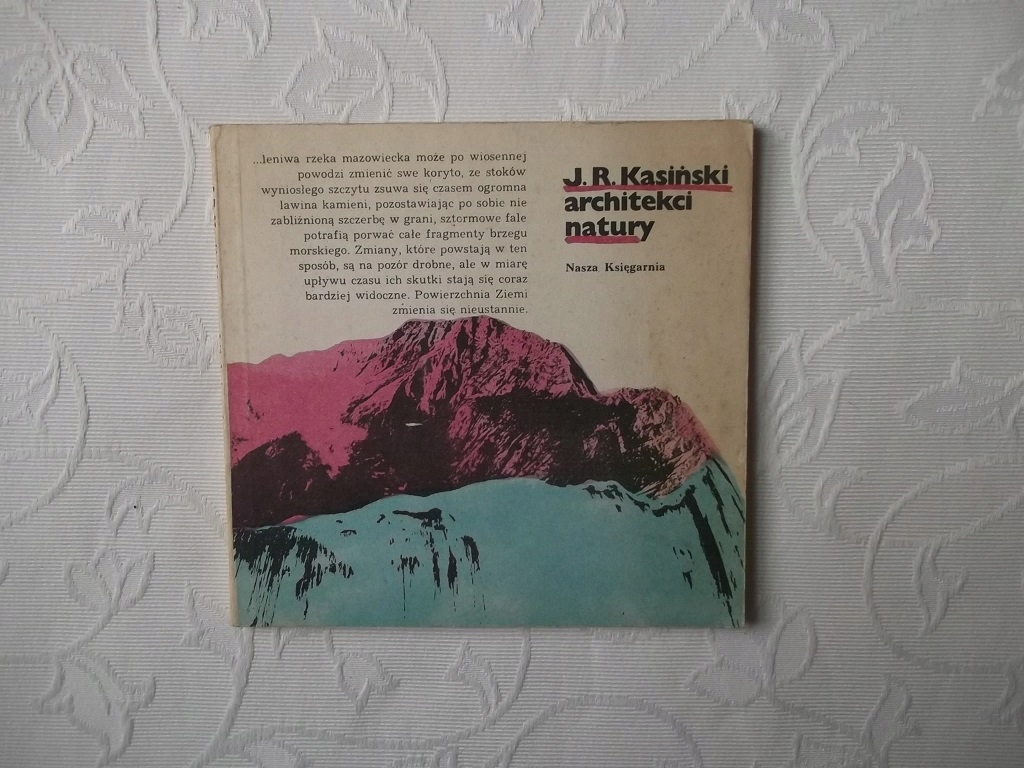 ...leniwa rzeka mazowiecka może po wiosennej
powodzi zmienić swe koryto, ze stoków
wyniosłego szczytu zsuwa się czasem ogromna
lawina kamieni, pozostawiając po sobie nie
zabliźnioną szczerbę w grani, sztormowe fale
potrafią porwać całe fragmenty brzegu
morskiego. Zmiany, które powstają w ten
sposób, są na pozór drobne, ale w miarę
upływu czasu ich skutki stają się coraz
bardziej widoczne. Powierzchnia Ziemi
zmienia się nieustannie.
J. R. Kasiński
architekci
natury
Nasza Księgarnia